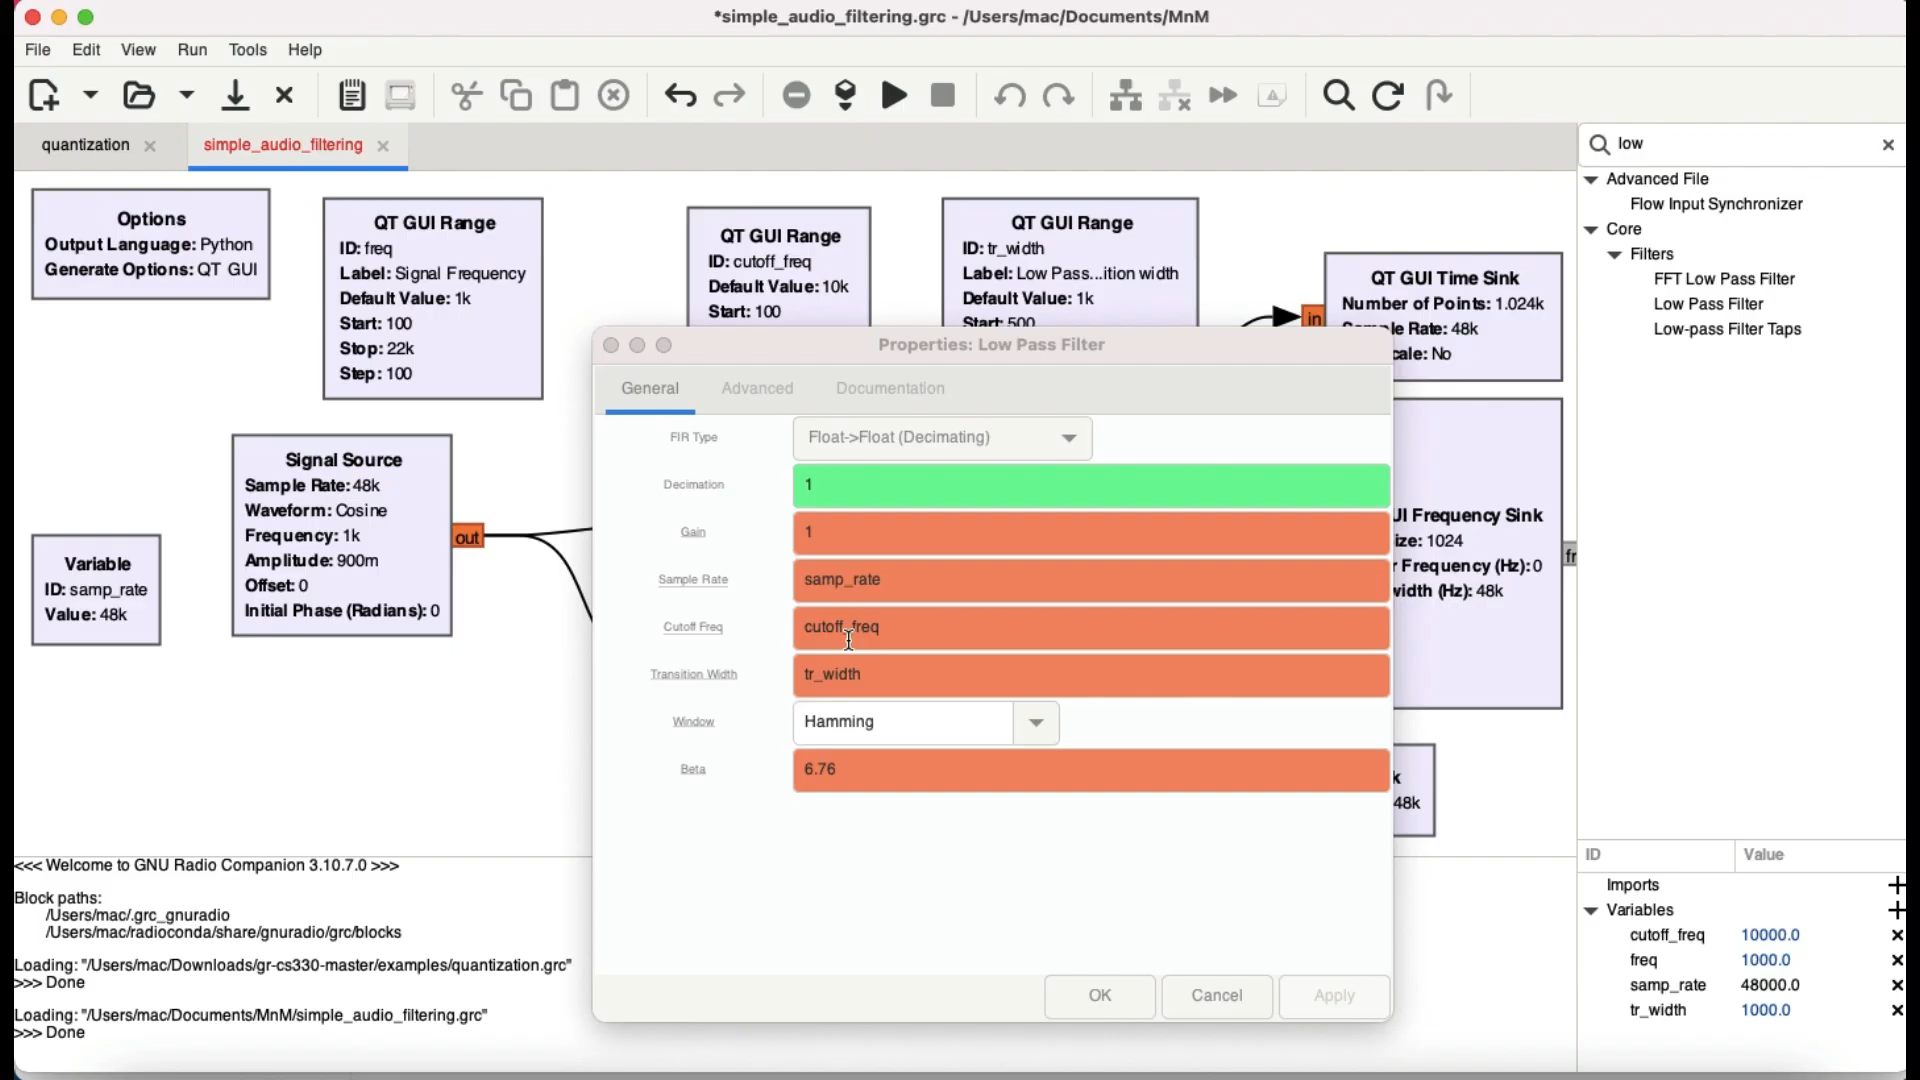 *simple_audio_filtering.grc - /Users/mac/Documents/MnM
File Edit View Run Tools Help
quantization simple_audio_filtering
low
Options
Output Language: Python
Generate Options: QT GUI
QT GUI Range
ID: freq
Label: Signal Frequency
Default Value: 1k
Start: 100
Stop: 22k
Step: 100
QT GUI Range
ID: cutoff_freq
Default Value: 10k
Start: 100
QT GUI Range
ID: tr_width
Label: Low Pass...ition width
Default Value: 1k
Start: 500
in
QT GUI Time Sink
Number of Points: 1.024k
Sample Rate: 48k
cale: No
Signal Source
Sample Rate: 48k
Waveform: Cosine
Frequency: 1k
Amplitude: 900m
Offset: 0
Initial Phase (Radians): 0
out
Variable
ID: samp_rate
Value: 48k
UI Frequency Sink
ize: 1024
r Frequency (Hz): 0
width (Hz): 48k
fr
k
48k
Properties: Low Pass Filter
General Advanced Documentation
FIR Type Float->Float (Decimating)
Decimation 1
Gain 1
Sample Rate samp_rate
Cutoff Freq cutoff_freq
Transition Width tr_width
Window Hamming
Beta 6.76
OK Cancel Apply
Advanced File
Flow Input Synchronizer
Core
Filters
FFT Low Pass Filter
Low Pass Filter
Low-pass Filter Taps
<<< Welcome to GNU Radio Companion 3.10.7.0 >>>
Block paths:
/Users/mac/.grc_gnuradio
/Users/mac/radioconda/share/gnuradio/grc/blocks
Loading: "/Users/mac/Downloads/gr-cs330-master/examples/quantization.grc"
>>> Done
Loading: "/Users/mac/Documents/MnM/simple_audio_filtering.grc"
>>> Done
ID Value
Imports
Variables
cutoff_freq 10000.0
freq 1000.0
samp_rate 48000.0
tr_width 1000.0